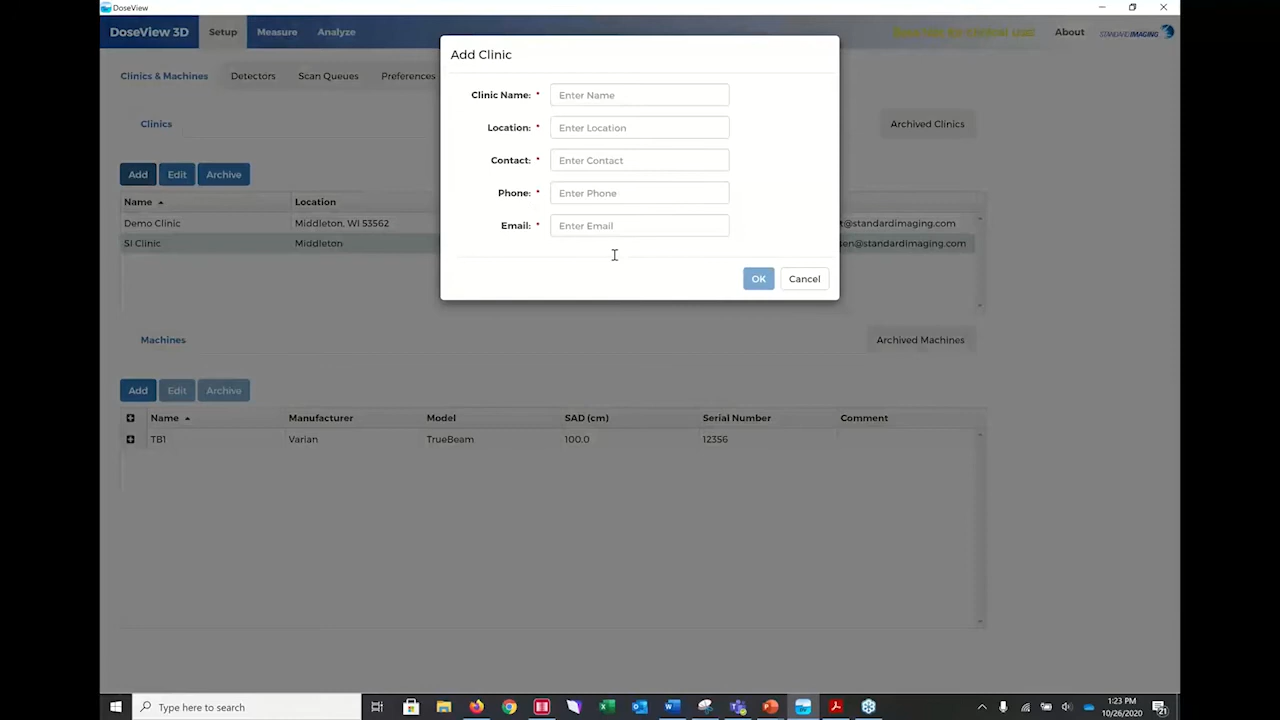 DoseView
DoseView 3D Setup Measure Analyze About STANDARD IMAGING
Clinics & Machines Detectors Scan Queues Preferences
Clinics Archived Clinics
Add Edit Archive
Name Location
Demo Clinic Middleton, WI 53562 t@standardimaging.com
SI Clinic Middleton en@standardimaging.com
Add Clinic
Clinic Name: * Enter Name
Location: * Enter Location
Contact: * Enter Contact
Phone: * Enter Phone
Email: * Enter Email
OK Cancel
Machines Archived Machines
Add Edit Archive
Name Manufacturer Model SAD (cm) Serial Number Comment
TB1 Varian TrueBeam 100.0 12356
Type here to search
1:23 PM
10/26/2020
21